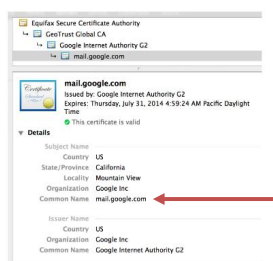 Equifax Secure Certificate Authority
GeoTrust Global CA
Google Internet Authority G2
mail.google.com
Certificate
Standard
mail.google.com
Issued by: Google Internet Authority G2
Expires: Thursday, July 31, 2014 4:59:24 AM Pacific Daylight
Time
This certificate is valid
Details
Subject Name
Country US
State/Province California
Locality Mountain View
Organization Google Inc
Common Name mail.google.com
Issuer Name
Country US
Organization Google Inc
Common Name Google Internet Authority G2